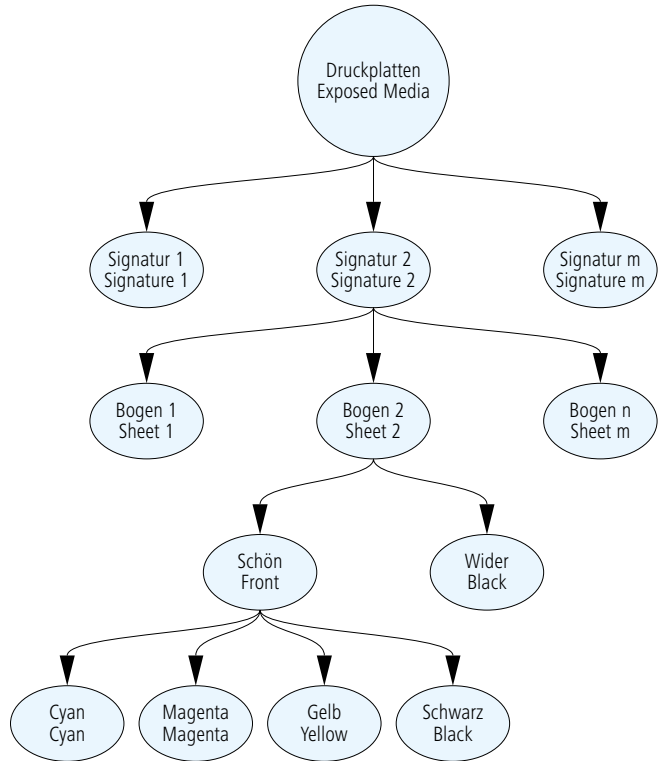 Druckplatten
Exposed Media
Signatur 1
Signature 1
Signatur 2
Signature 2
Signatur m
Signature m
Bogen 1
Sheet 1
Bogen 2
Sheet 2
Bogen n
Sheet m
Schön
Front
Wider
Black
Cyan
Cyan
Magenta
Magenta
Gelb
Yellow
Schwarz
Black